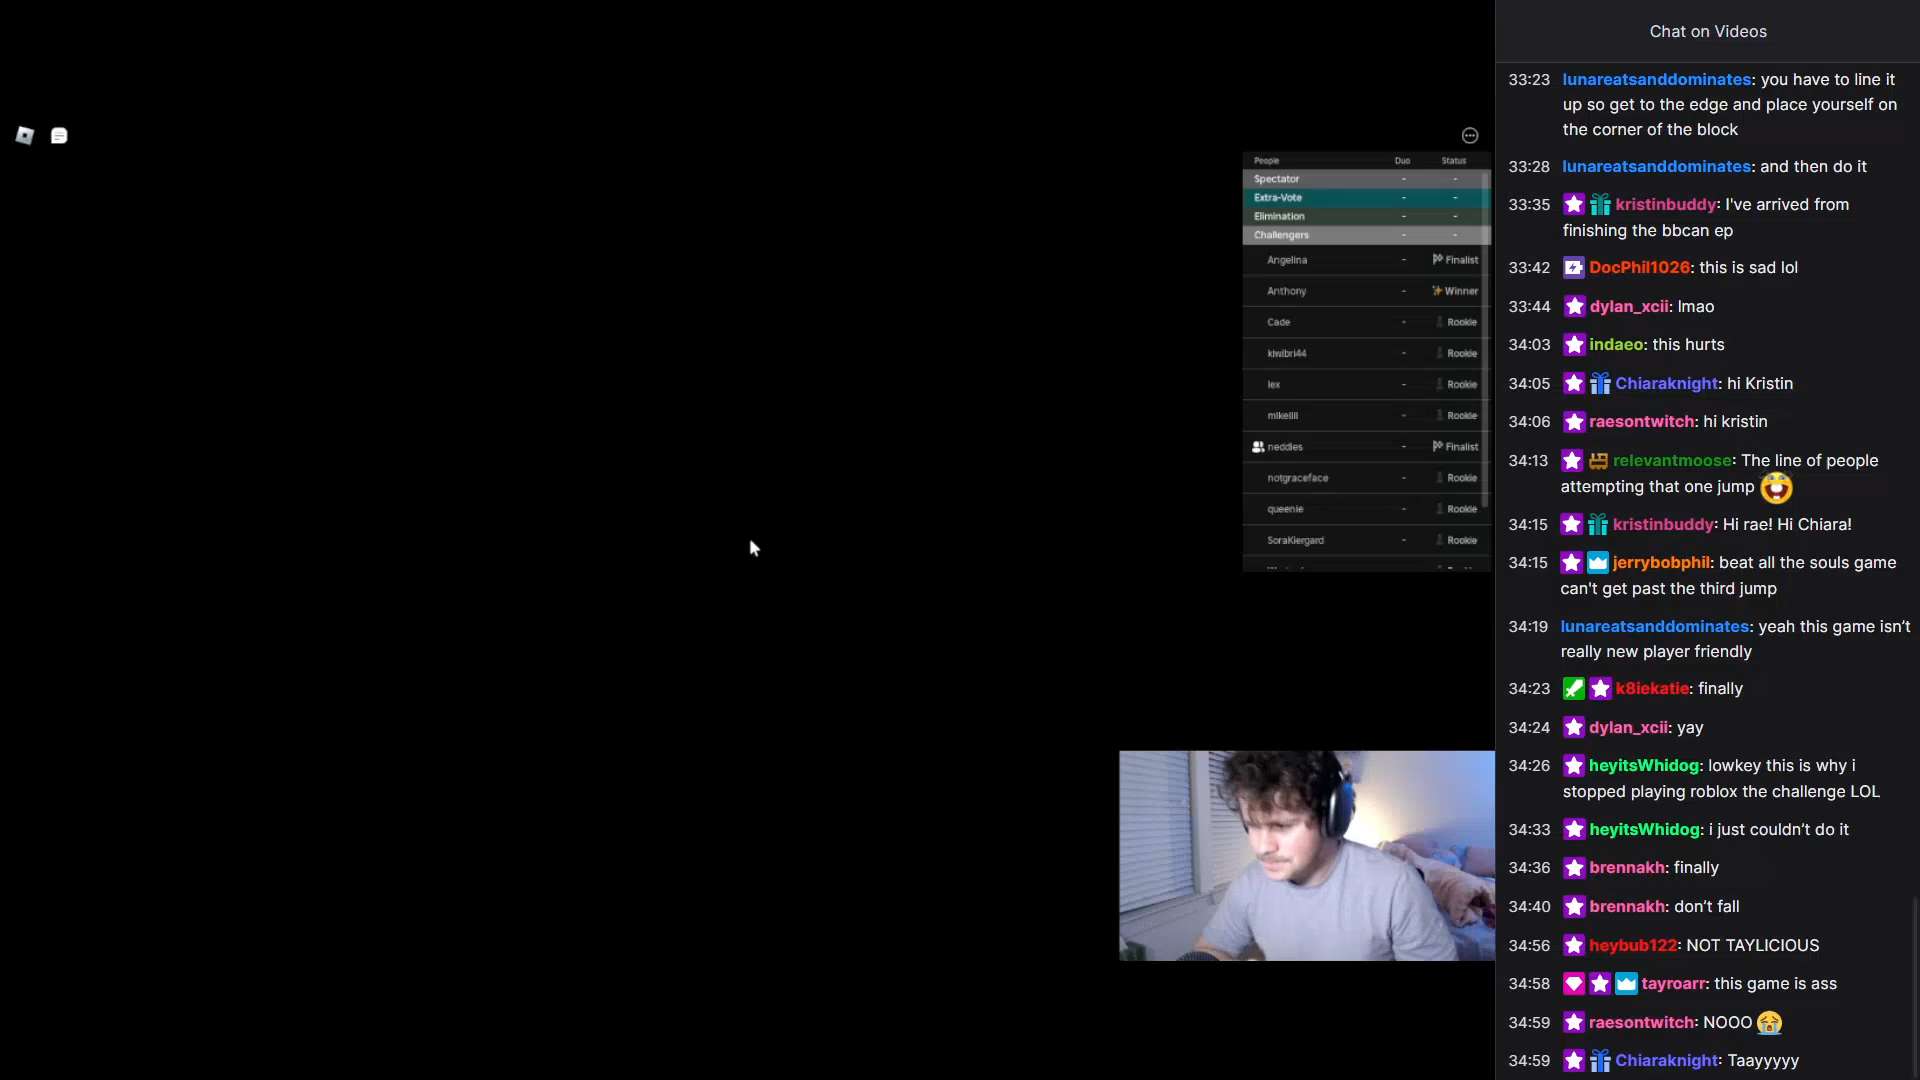 People Duo Status
Spectator - -
Extra-Vote - -
Elimination - -
Challengers - -
Angelina - Finalist
Anthony - Winner
Cade - Rookie
kiwibri44 - Rookie
lex - Rookie
mikellll - Rookie
neddles - Finalist
notgraceface - Rookie
queenie - Rookie
SoraKiergard - Rookie
Chat on Videos
33:23 lunareatsanddominates: you have to line it
up so get to the edge and place yourself on
the corner of the block
33:28 lunareatsanddominates: and then do it
33:35 kristinbuddy: I've arrived from
finishing the bbcan ep
33:42 DocPhil1026: this is sad lol
33:44 dylan_xcii: lmao
34:03 indaeo: this hurts
34:05 Chiaraknight: hi Kristin
34:06 raesontwitch: hi kristin
34:13 relevantmoose: The line of people
attempting that one jump
34:15 kristinbuddy: Hi rae! Hi Chiara!
34:15 jerrybobphil: beat all the souls game
can't get past the third jump
34:19 lunareatsanddominates: yeah this game isn’t
really new player friendly
34:23 k8iekatie: finally
34:24 dylan_xcii: yay
34:26 heyitsWhidog: lowkey this is why i
stopped playing roblox the challenge LOL
34:33 heyitsWhidog: i just couldn’t do it
34:36 brennakh: finally
34:40 brennakh: don’t fall
34:56 heybub122: NOT TAYLICIOUS
34:58 tayroarr: this game is ass
34:59 raesontwitch: NOOO
34:59 Chiaraknight: Taayyyyy